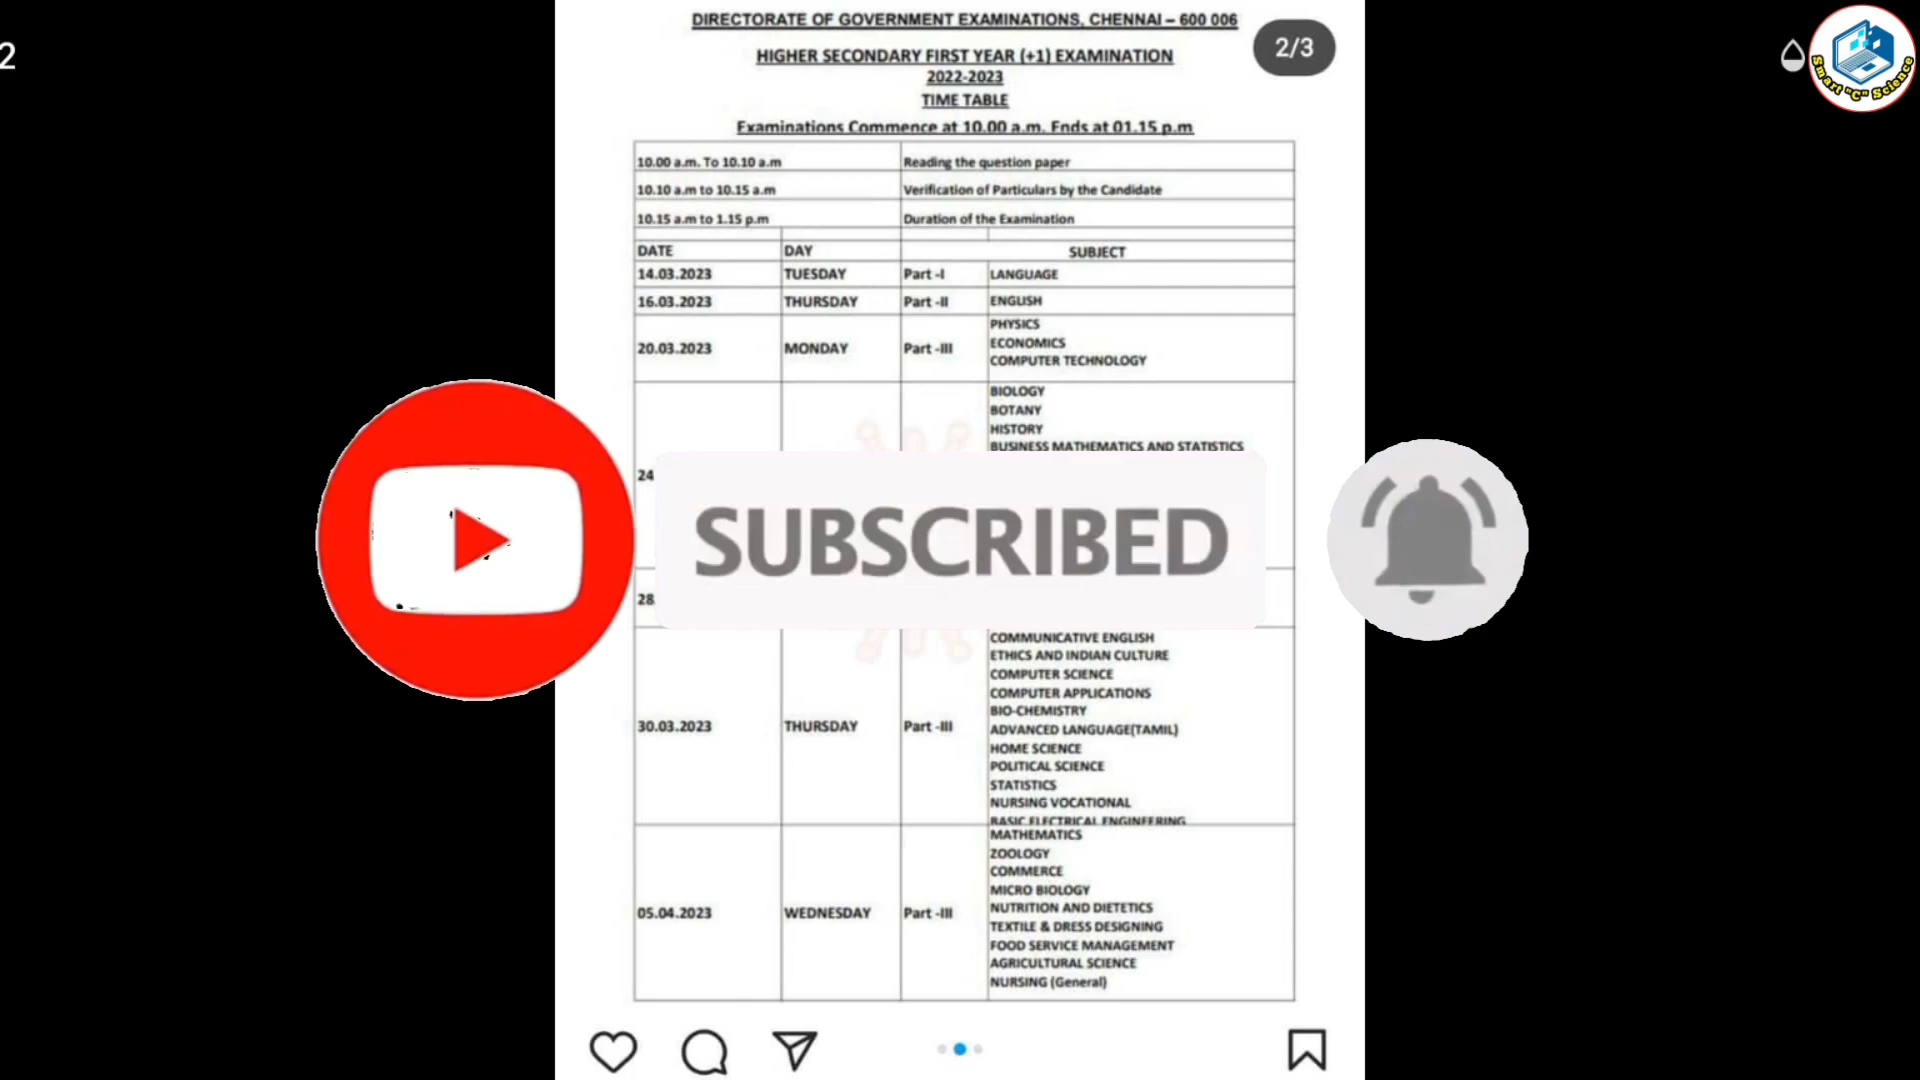 2
DIRECTORATE OF GOVERNMENT EXAMINATIONS, CHENNAI – 600 006
2/3
HIGHER SECONDARY FIRST YEAR (+1) EXAMINATION
2022-2023
TIME TABLE
Examinations Commence at 10.00 a.m. Ends at 01.15 p.m
Smart "C" Science
10.00 a.m. To 10.10 a.m Reading the question paper
10.10 a.m to 10.15 a.m Verification of Particulars by the Candidate
10.15 a.m to 1.15 p.m Duration of the Examination
DATE DAY SUBJECT
14.03.2023 TUESDAY Part -I LANGUAGE
16.03.2023 THURSDAY Part -II ENGLISH
20.03.2023 MONDAY Part -III PHYSICS
ECONOMICS
COMPUTER TECHNOLOGY
BIOLOGY
BOTANY
HISTORY
BUSINESS MATHEMATICS AND STATISTICS
24
SUBSCRIBED
28
30.03.2023 THURSDAY Part -III COMMUNICATIVE ENGLISH
ETHICS AND INDIAN CULTURE
COMPUTER SCIENCE
COMPUTER APPLICATIONS
BIO-CHEMISTRY
ADVANCED LANGUAGE(TAMIL)
HOME SCIENCE
POLITICAL SCIENCE
STATISTICS
NURSING VOCATIONAL
BASIC ELECTRICAL ENGINEERING
05.04.2023 WEDNESDAY Part -III MATHEMATICS
ZOOLOGY
COMMERCE
MICRO BIOLOGY
NUTRITION AND DIETETICS
TEXTILE & DRESS DESIGNING
FOOD SERVICE MANAGEMENT
AGRICULTURAL SCIENCE
NURSING (General)